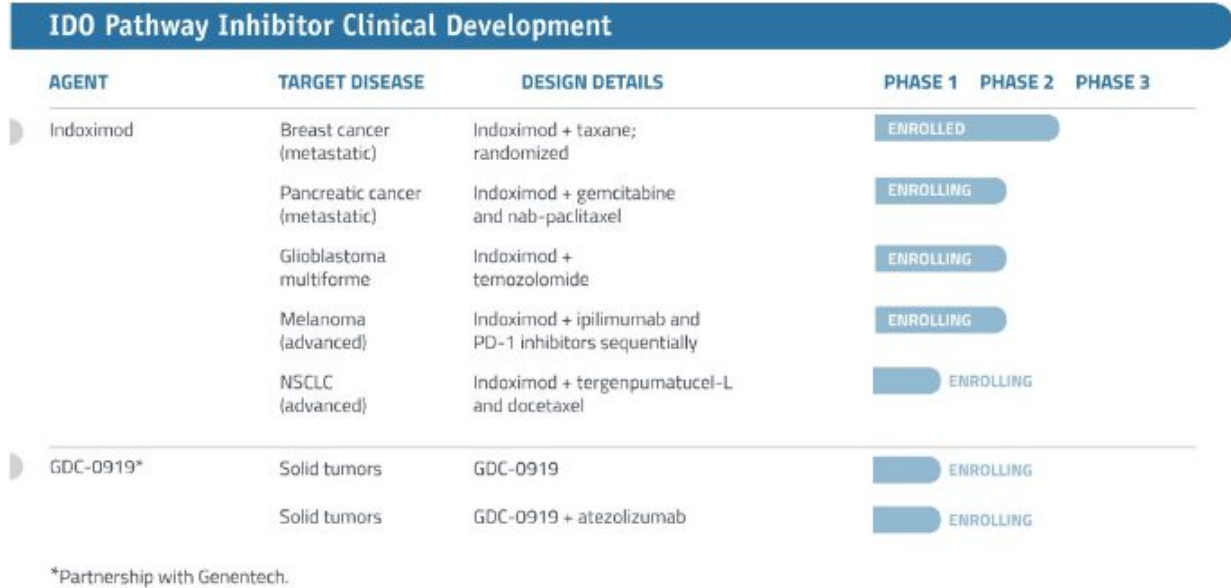 IDO Pathway Inhibitor Clinical Development
AGENT TARGET DISEASE DESIGN DETAILS PHASE 1 PHASE 2 PHASE 3
Indoximod Breast cancer Indoximod + taxane; ENROLLED
(metastatic) randomized
Pancreatic cancer Indoximod + gemcitabine ENROLLING
(metastatic) and nab-paclitaxel
Glioblastoma Indoximod + ENROLLING
multiforme temozolomide
Melanoma Indoximod + ipilimumab and ENROLLING
(advanced) PD-1 inhibitors sequentially
NSCLC Indoximod + tergenpumatucel-L ENROLLING
(advanced) and docetaxel
GDC-0919* Solid tumors GDC-0919 ENROLLING
Solid tumors GDC-0919 + atezolizumab ENROLLING
*Partnership with Genentech.